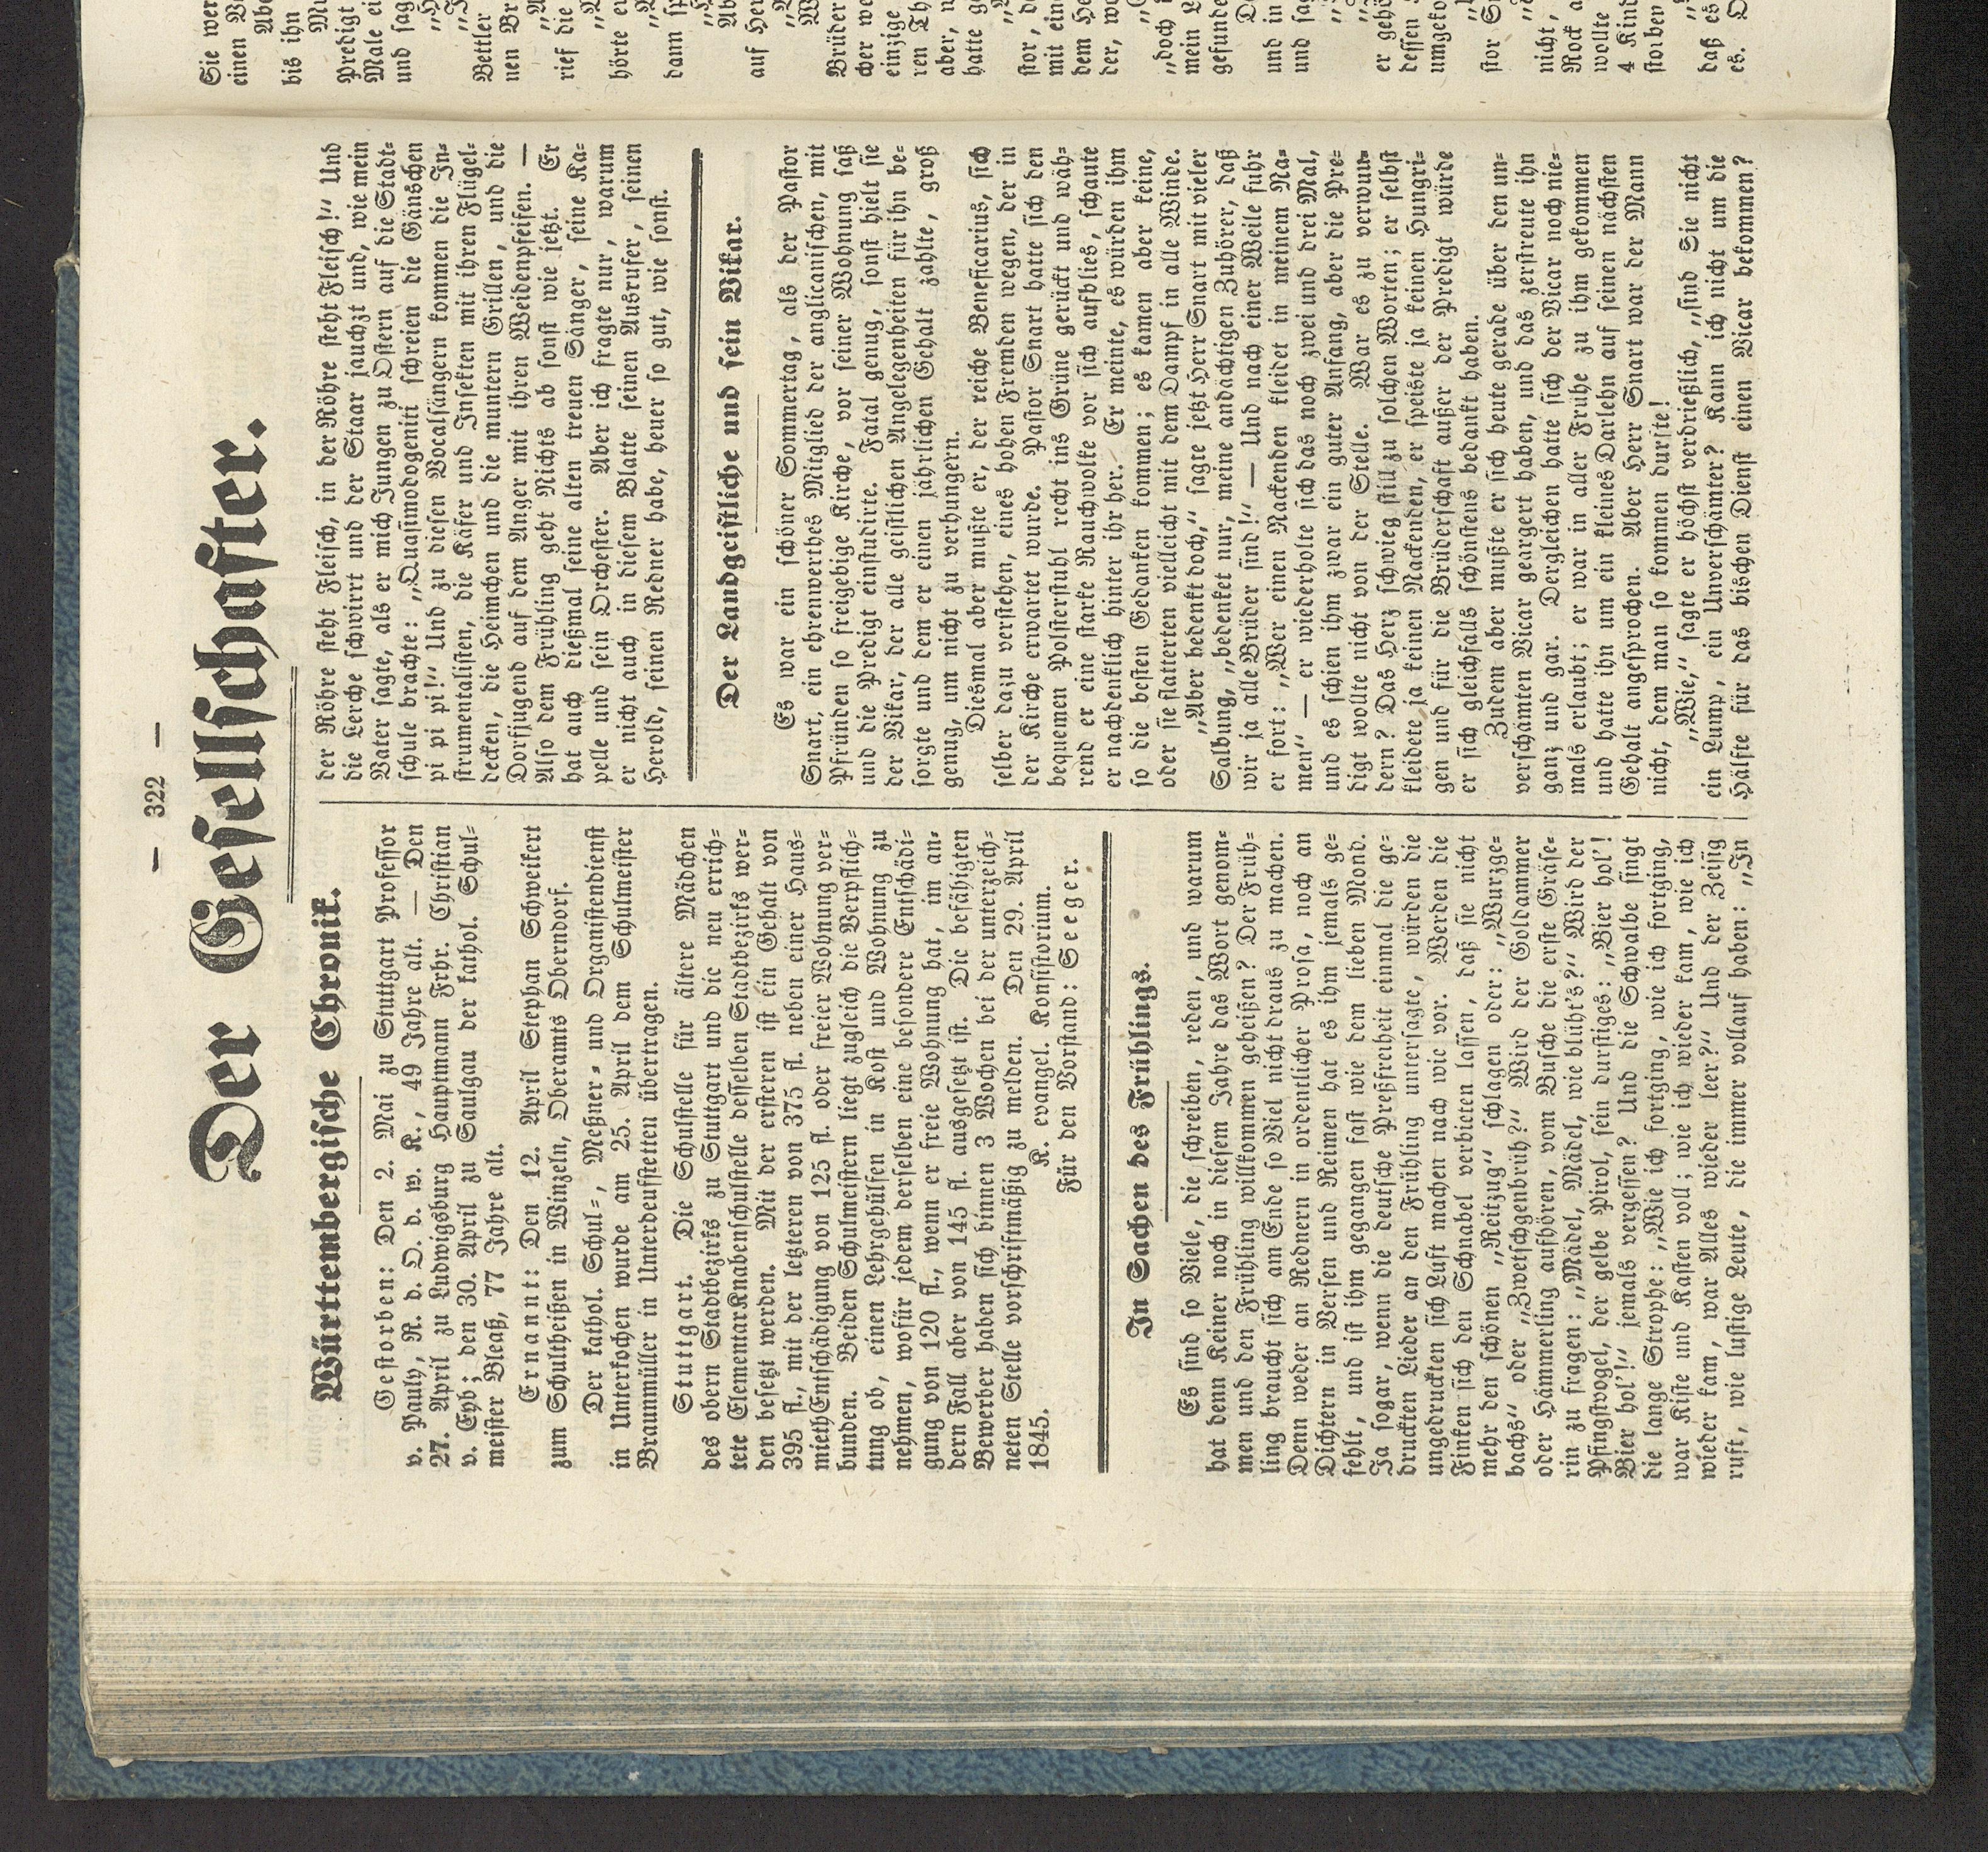 — 322 —
Der Gesellschafter.
Württembergische Chronik.
Gestorben: Den 2. Mai zu Stuttgart Professor
v. Pauly, R. d. O. d. w. K., 49 Jahre alt. — Den
27. April zu Ludwigsburg Hauptmann Frhr. Christian
v. Eyb; den 30. April zu Saulgau der kathol. Schul-
meister Bleaß, 77 Jahre alt.
Ernannt: Den 12. April Stephan Schweikert
zum Schultheißen in Winzeln, Oberamts Oberndorf.
Der kathol. Schul-, Meßner- und Organistendienst
in Unterkochen wurde am 25. April dem Schulmeister
Braunmüller in Unterdeufstetten übertragen.
Stuttgart. Die Schulstelle für ältere Mädchen
des obern Stadtbezirks zu Stuttgart und die neu errich-
tete ElementarKnabenschulstelle desselben Stadtbezirks wer-
den besetzt werden. Mit der ersteren ist ein Gehalt von
395 fl., mit der letzteren von 375 fl. neben einer Haus-
miethEntschädigung von 125 fl. oder freier Wohnung ver-
bunden. Beiden Schulmeistern liegt zugleich die Verpflich-
tung ob, einen Lehrgehülfen in Kost und Wohnung zu
nehmen, wofür jedem derselben eine besondere Entschädi-
gung von 120 fl., wenn er freie Wohnung hat, im an-
dern Fall aber von 145 fl. ausgesetzt ist. Die befähigten
Bewerber haben sich binnen 3 Wochen bei der unterzeich-
neten Stelle vorschriftmäßig zu melden. Den 29. April
1845.
K. evangel. Konsistorium.
Für den Vorstand: Seeger.
In Sachen des Frühlings.
Es sind so Viele, die schreiben, reden, und warum
hat denn Keiner noch in diesem Jahre das Wort genom-
men und den Frühling willkommen geheißen? Der Früh-
ling braucht sich am Ende so Viel nicht draus zu machen.
Denn weder an Rednern in ordentlicher Prosa, noch an
Dichtern in Versen und Reimen hat es ihm jemals ge-
fehlt, und ist ihm gegangen fast wie dem lieben Mond.
Ja sogar, wenn die deutsche Preßfreiheit einmal die ge-
druckten Lieder an den Frühling untersagte, würden die
ungedruckten sich Luft machen nach wie vor. Werden die
Finken sich den Schnabel verbieten lassen, daß sie nicht
mehr den schönen „Reitzug“ schlagen oder: „Wurzge-
bachs“ oder „Zwetschgenbrüh?“ Wird der Goldammer
oder Hämmerling aufhören, vom Busche die erste Gräse-
rin zu fragen: „Mädel, Mädel, wie blüht's?“ Wird der
Pfingstvogel, der gelbe Pirol, sein durstiges: „Bier hol'!
Bier hol'!“ jemals vergessen? Und die Schwalbe singt
die lange Strophe: „Wie ich fortging, wie ich fortging,
war Kiste und Kasten voll; wie ich wieder kam, wie ich
wieder kam, war Alles wieder leer?“ Und der Zeisig
ruft, wie lustige Leute, die immer vollauf haben: „In
der Röhre steht Fleisch, in der Röhre steht Fleisch!“ Und
die Lerche schwirrt und der Staar jauchzt und, wie mein
Vater sagte, als er mich Jungen zu Ostern auf die Stadt-
schule brachte: „Quasimodogeniti schreien die Gänschen
pi pi pi!“ Und zu diesen Vocalsängern kommen die In-
strumentalisten, die Käfer und Insekten mit ihren Flügel-
decken, die Heimchen und die muntern Grillen, und die
Dorfjugend auf dem Anger mit ihren Weidenpfeifen. —
Also dem Frühling geht Nichts ab sonst wie jetzt. Er
hat auch dießmal seine alten treuen Sänger, seine Ka-
pelle und sein Orchester. Aber ich fragte nur, warum
er nicht auch in diesem Blatte seinen Ausrufer, seinen
Herold, seinen Redner habe, heuer so gut, wie sonst.
Der Landgeistliche und sein Vikar.
Es war ein schöner Sommertag, als der Pastor
Snart, ein ehrenwerthes Mitglied der anglicanischen, mit
Pfründen so freigebige Kirche, vor seiner Wohnung saß
und die Predigt einstudirte. Fatal genug, sonst hielt sie
der Vikar, der alle geistlichen Angelegenheiten für ihn be-
sorgte und dem er einen jährlichen Gehalt zahlte, groß
genug, um nicht zu verhungern.
Diesmal aber mußte er, der reiche Beneficarius, sich
selber dazu verstehen, eines hohen Fremden wegen, der in
der Kirche erwartet wurde. Pastor Snart hatte sich den
bequemen Polsterstuhl recht ins Grüne gerückt und wäh-
rend er eine starke Rauchwolke vor sich aufblies, schaute
er nachdenklich hinter ihr her. Er meinte, es würden ihm
so die besten Gedanken kommen; es kamen aber keine,
oder sie flatterten vielleicht mit dem Dampf in alle Winde.
„Aber bedenkt doch,“ sagte jetzt Herr Snart mit vieler
Salbung, „bedenket nur, meine andächtigen Zuhörer, daß
wir ja alle Brüder sind!“ — Und nach einer Weile fuhr
er fort: „Wer einen Nackenden kleidet in meinem Na-
men“ — er wiederholte sich das noch zwei und drei Mal,
und es schien ihm zwar ein guter Anfang, aber die Pre-
digt wollte nicht von der Stelle. War es zu verwun-
dern? Das Herz schwieg still zu solchen Worten; er selbst
kleidete ja keinen Nackenden, er speiste ja keinen Hungri-
gen und für die Brüderschaft außer der Predigt würde
er sich gleichfalls schönstens bedankt haben.
Zudem aber mußte er sich heute gerade über den un-
verschämten Vicar geärgert haben, und das zerstreute ihn
ganz und gar. Dergleichen hatte sich der Vicar noch nie-
mals erlaubt; er war in aller Frühe zu ihm gekommen
und hatte ihn um ein kleines Darlehn auf seinen nächsten
Gehalt angesprochen. Aber Herr Snart war der Mann
nicht, dem man so kommen durfte!
„Wie,“ sagte er höchst verdrießlich, „sind Sie nicht
ein Lump, ein Unverschämter? Kann ich nicht um die
Hälfte für das bischen Dienst einen Vicar bekommen?